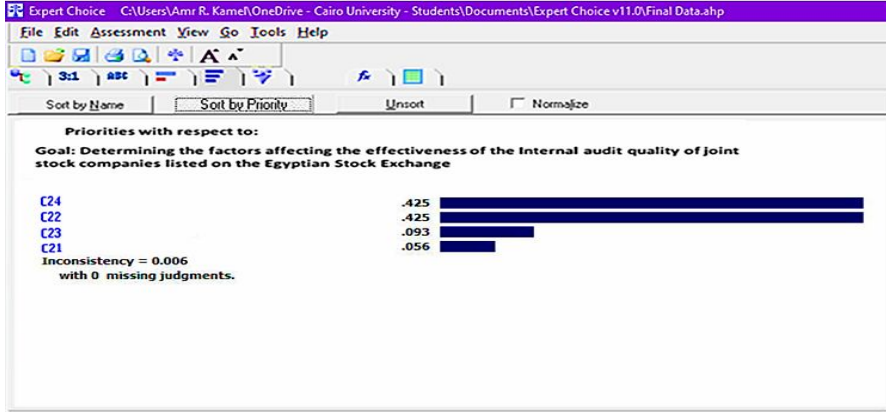 Expert Choice C:\Users\Amr R. Kamel\OneDrive - Cairo University - Students\Documents\Expert Choice v11.0\Final Data.ahp
File Edit Assessment View Go Tools Help
A A
3:1 ABC fx
Sort by Name Sort by Priority Unsort Normalize
Priorities with respect to:
Goal: Determining the factors affecting the effectiveness of the Internal audit quality of joint
stock companies listed on the Egyptian Stock Exchange
C24 .425
C22 .425
C23 .093
C21 .056
Inconsistency = 0.006
with 0 missing judgments.